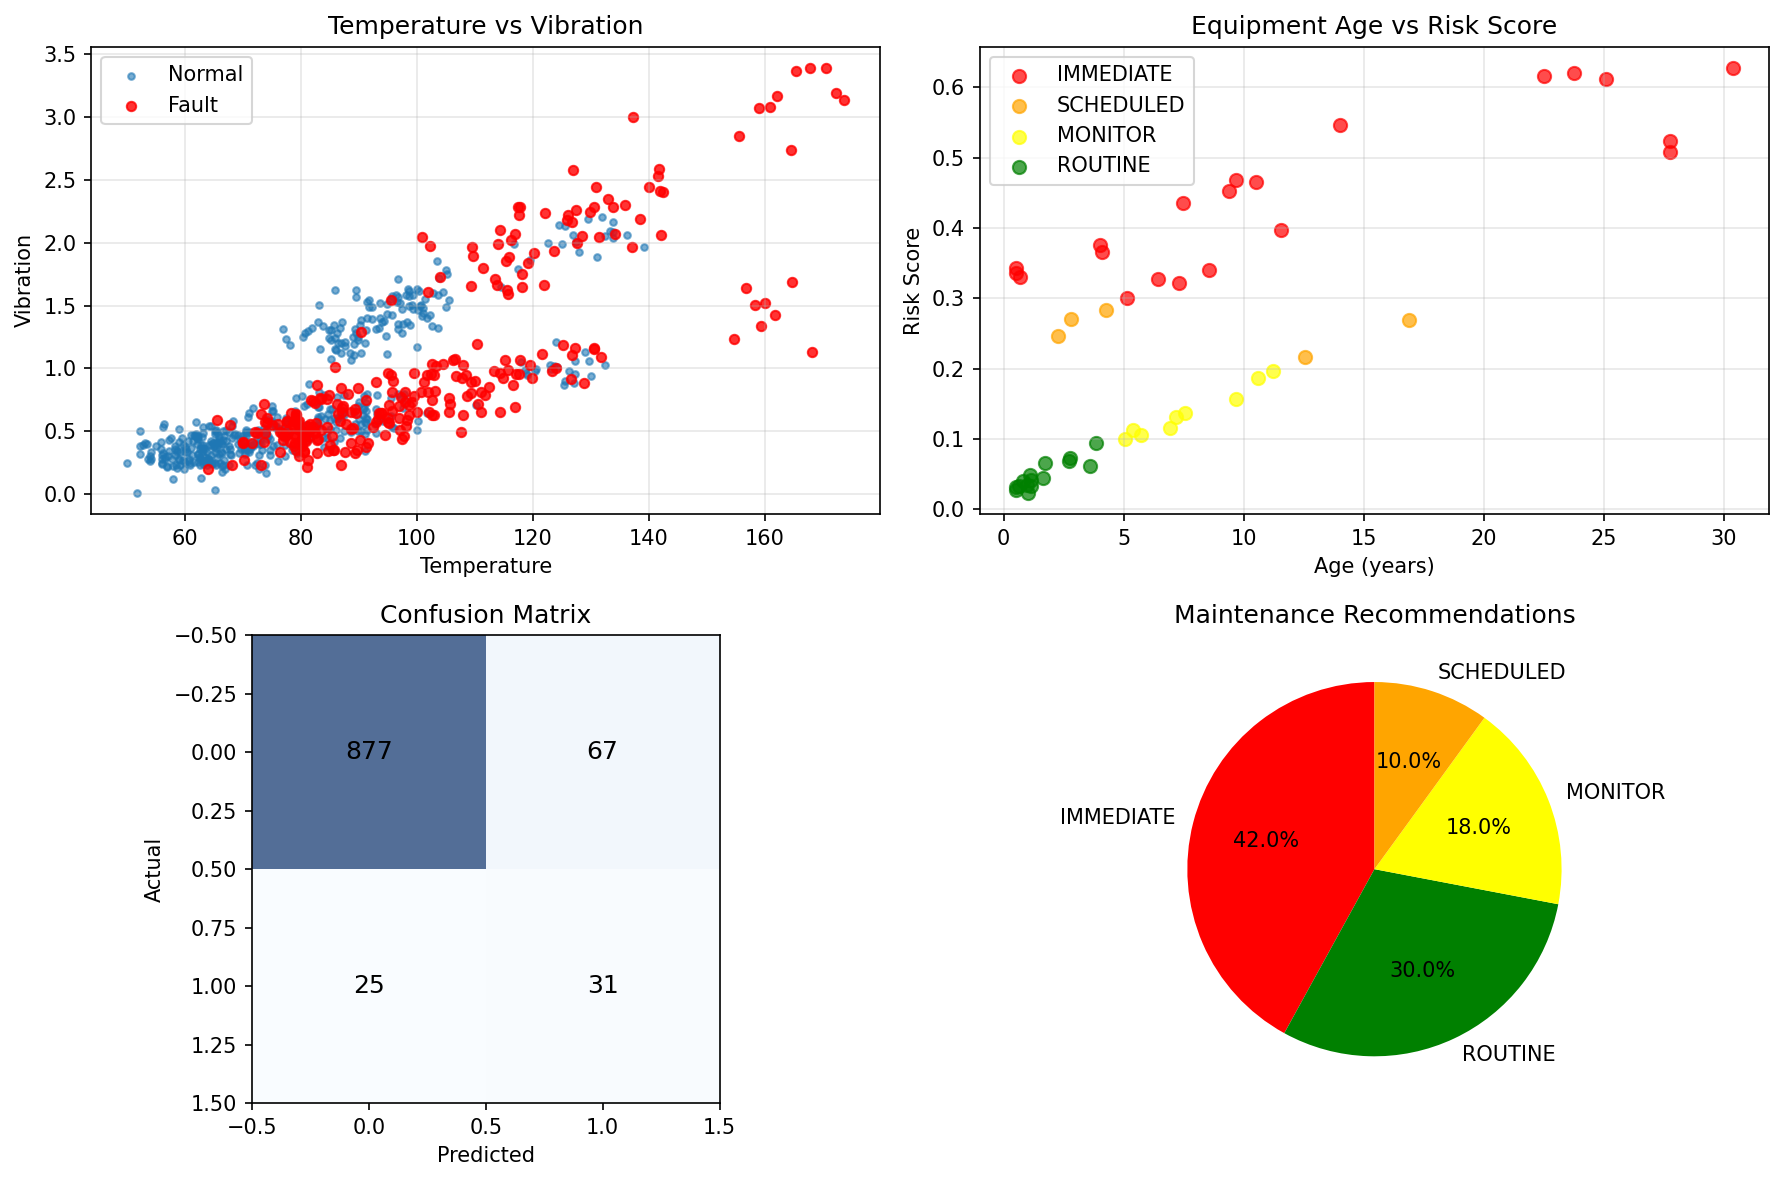 Temperature vs Vibration
3.5
3.0
2.5
2.0
1.5
1.0
0.5
0.0
Vibration
Normal
Fault
60 80 100 120 140 160
Temperature
Equipment Age vs Risk Score
0.6
0.5
0.4
0.3
0.2
0.1
0.0
Risk Score
IMMEDIATE
SCHEDULED
MONITOR
ROUTINE
0 5 10 15 20 25 30
Age (years)
Confusion Matrix
−0.50
−0.25
0.00
0.25
0.50
0.75
1.00
1.25
1.50
Actual
877 67
25 31
−0.5 0.0 0.5 1.0 1.5
Predicted
Maintenance Recommendations
SCHEDULED
10.0%
MONITOR
18.0%
IMMEDIATE
42.0%
30.0%
ROUTINE